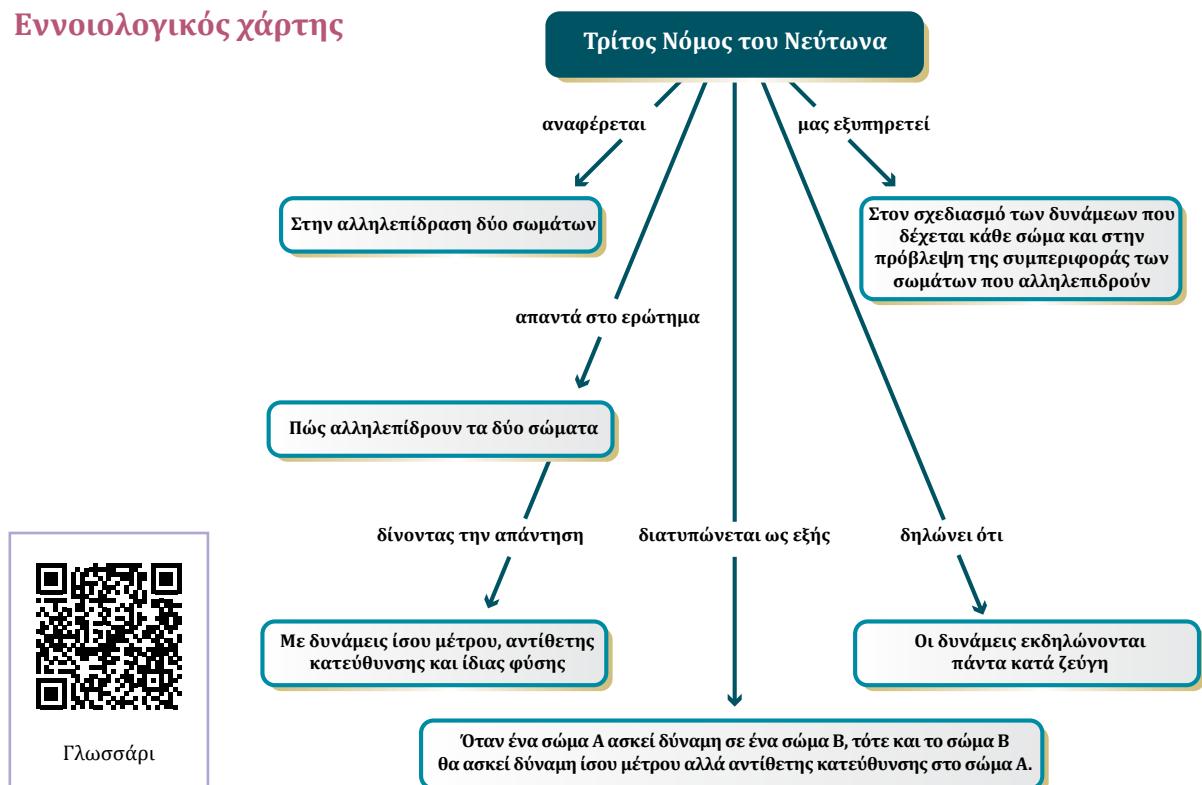 Εννοιολογικός χάρτης
Τρίτος Νόμος του Νεύτωνα
αναφέρεται
μας εξυπηρετεί
Στην αλληλεπίδραση δύο σωμάτων
Στον σχεδιασμό των δυνάμεων που
δέχεται κάθε σώμα και στην
πρόβλεψη της συμπεριφοράς των
σωμάτων που αλληλεπιδρούν
απαντά στο ερώτημα
Πώς αλληλεπίδρουν τα δύο σώματα
δίνοντας την απάντηση
διατυπώνεται ως εξής
δηλώνει ότι
Με δυνάμεις ίσου μέτρου, αντίθετης
κατεύθυνσης και ίδιας φύσης
Οι δυνάμεις εκδηλώνονται
πάντα κατά ζεύγη
Όταν ένα σώμα Α ασκεί δύναμη σε ένα σώμα Β, τότε και το σώμα Β
θα ασκεί δύναμη ίσου μέτρου αλλά αντίθετης κατεύθυνσης στο σώμα Α.
Γλωσσάρι